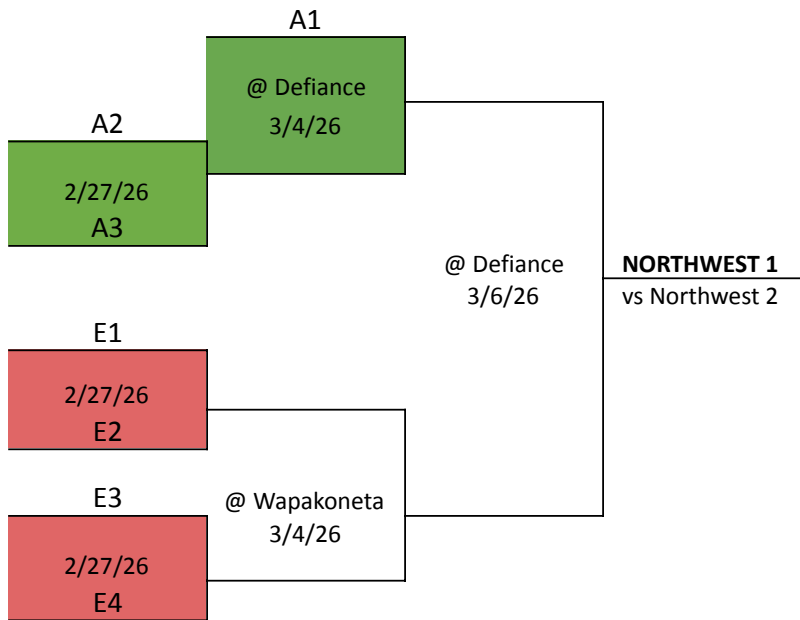 A1
@ Defiance
3/4/26
A2
2/27/26
A3
@ Defiance
3/6/26
NORTHWEST 1
vs Northwest 2
E1
2/27/26
E2
E3
@ Wapakoneta
3/4/26
2/27/26
E4